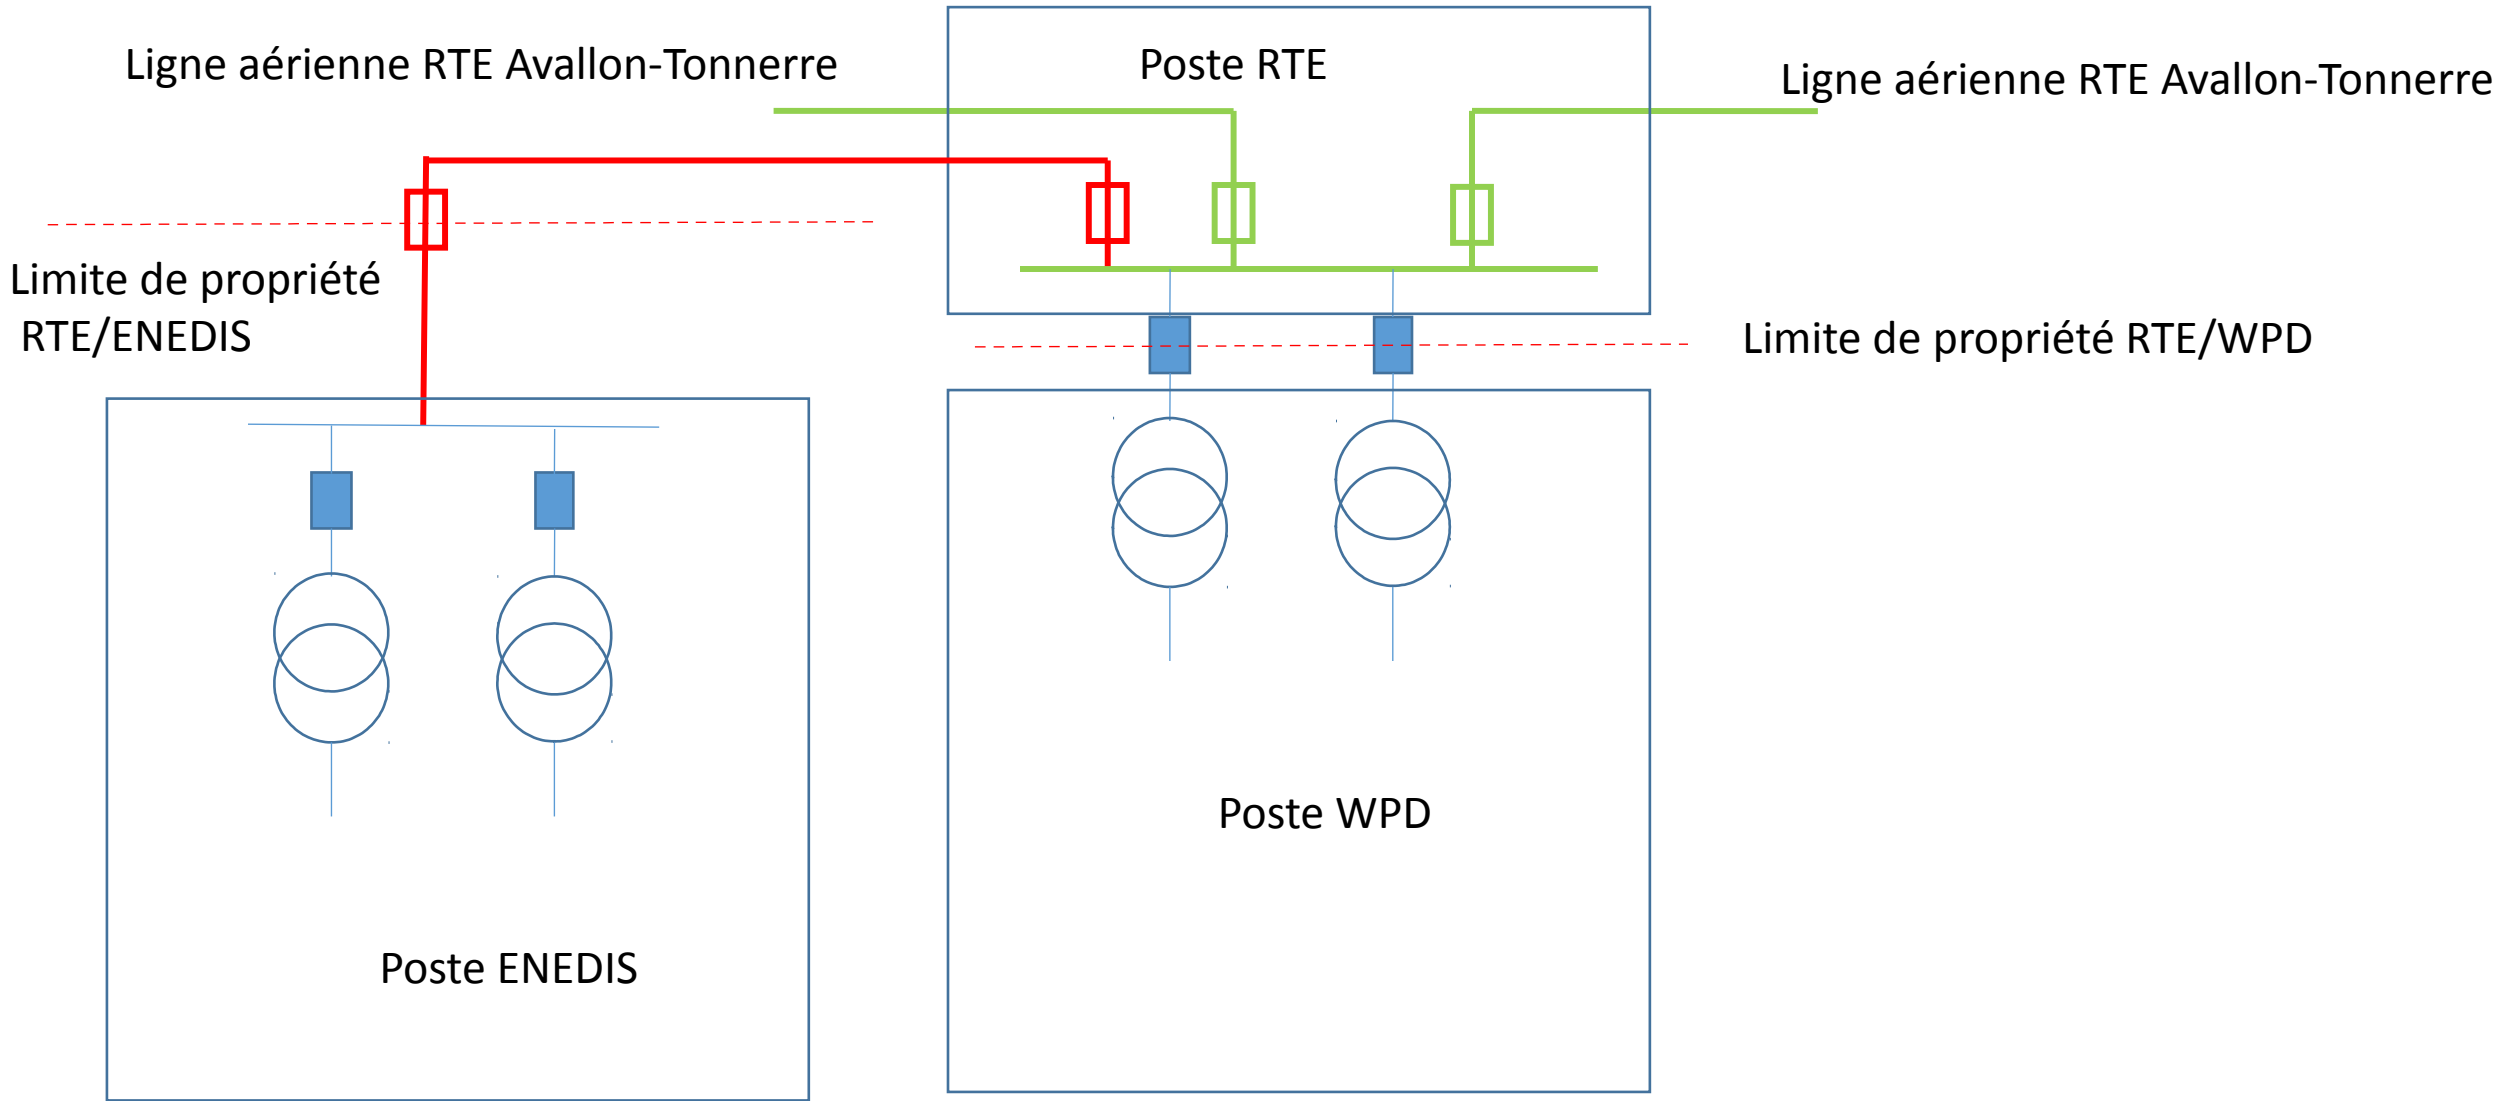 Ligne aérienne RTE Avallon-Tonnerre
Poste RTE
Ligne aérienne RTE Avallon-Tonnerre
Limite de propriété
RTE/ENEDIS
Limite de propriété RTE/WPD
Poste WPD
Poste ENEDIS